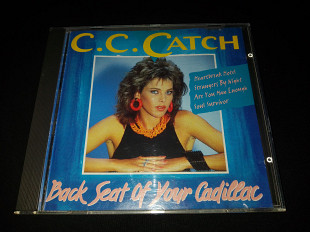 C.C. CATCH
Heartbreak Hotel
Strangers By Night
Are You Man Enough
Soul Survivor
Back Seat Of Your Cadillac